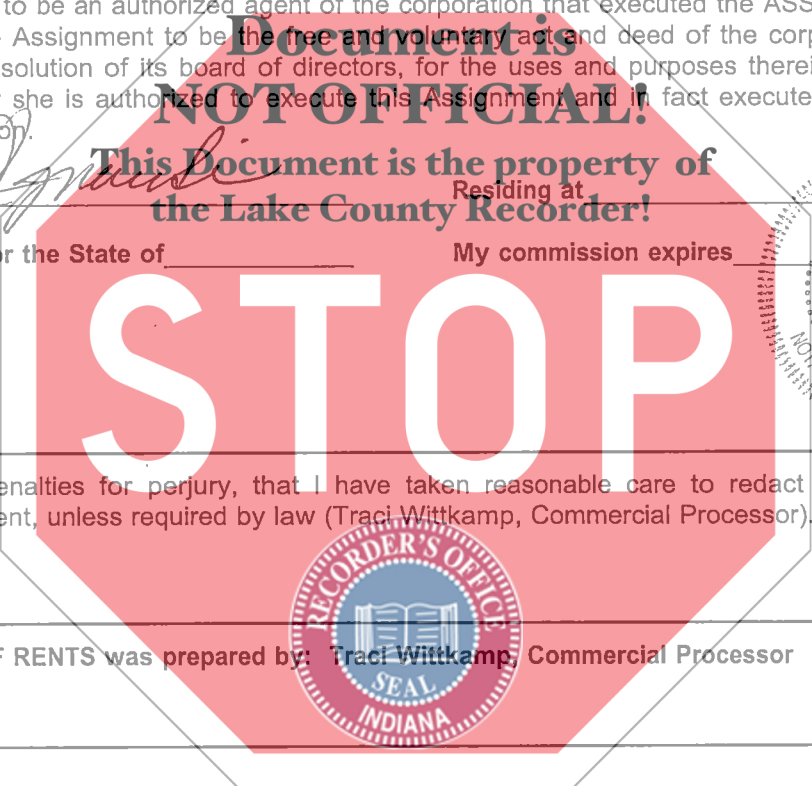 to be an authorized agent of the corporation that executed the ASS
Assignment to be the free and voluntary act and deed of the corp
solution of its board of directors, for the uses and purposes therei
she is authorized to execute this Assignment and in fact execute
on.
Document is
NOT OFFICIAL!
This Document is the property of
the Lake County Recorder!
Residing at
or the State of
My commission expires
STOP
enalties for perjury, that I have taken reasonable care to redact
ent, unless required by law (Traci Wittkamp, Commercial Processor).
RECORDER'S OFFICE
SEAL
INDIANA
F RENTS was prepared by: Traci Wittkamp, Commercial Processor